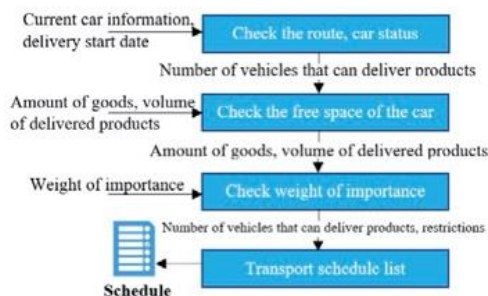 Current car information,
delivery start date
Check the route, car status
Number of vehicles that can deliver products
Amount of goods, volume
of delivered products
Check the free space of the car
Amount of goods, volume of delivered products
Weight of importance
Check weight of importance
Number of vehicles that can deliver products, restrictions
Transport schedule list
Schedule